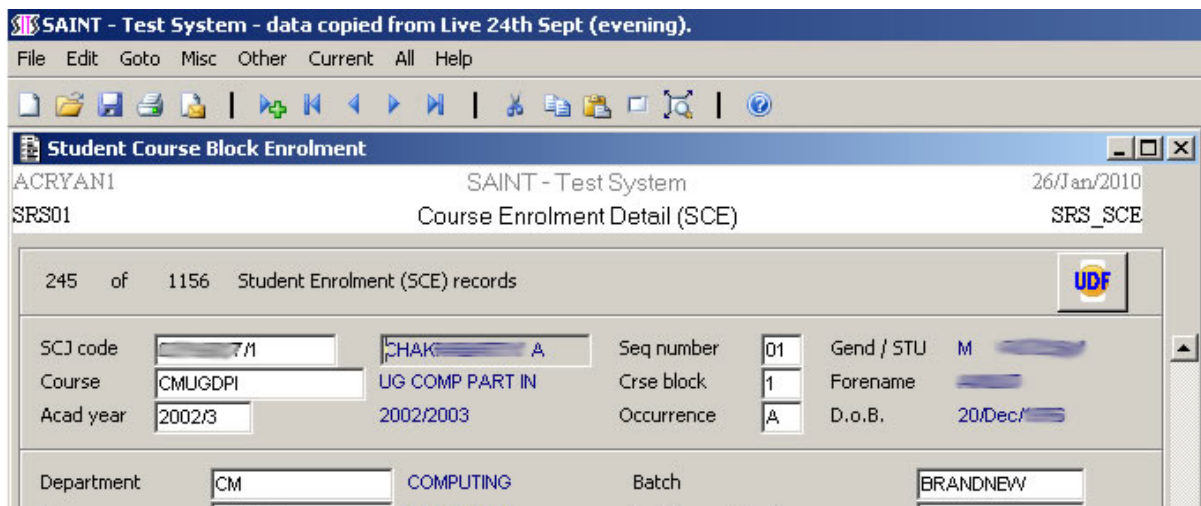 SAINT - Test System - data copied from Live 24th Sept (evening).
File Edit Goto Misc Other Current All Help
Student Course Block Enrolment
ACRYAN1 SAINT - Test System 26/Jan/2010
SRS01 Course Enrolment Detail (SCE) SRS_SCE
245 of 1156 Student Enrolment (SCE) records UDF
SCJ code 7/1 CHAK A Seq number 01 Gend / STU M
Course CMUGDPI UG COMP PART IN Crse block 1 Forename
Acad year 2002/3 2002/2003 Occurrence A D.o.B. 20/Dec/
Department CM COMPUTING Batch BRANDNEW